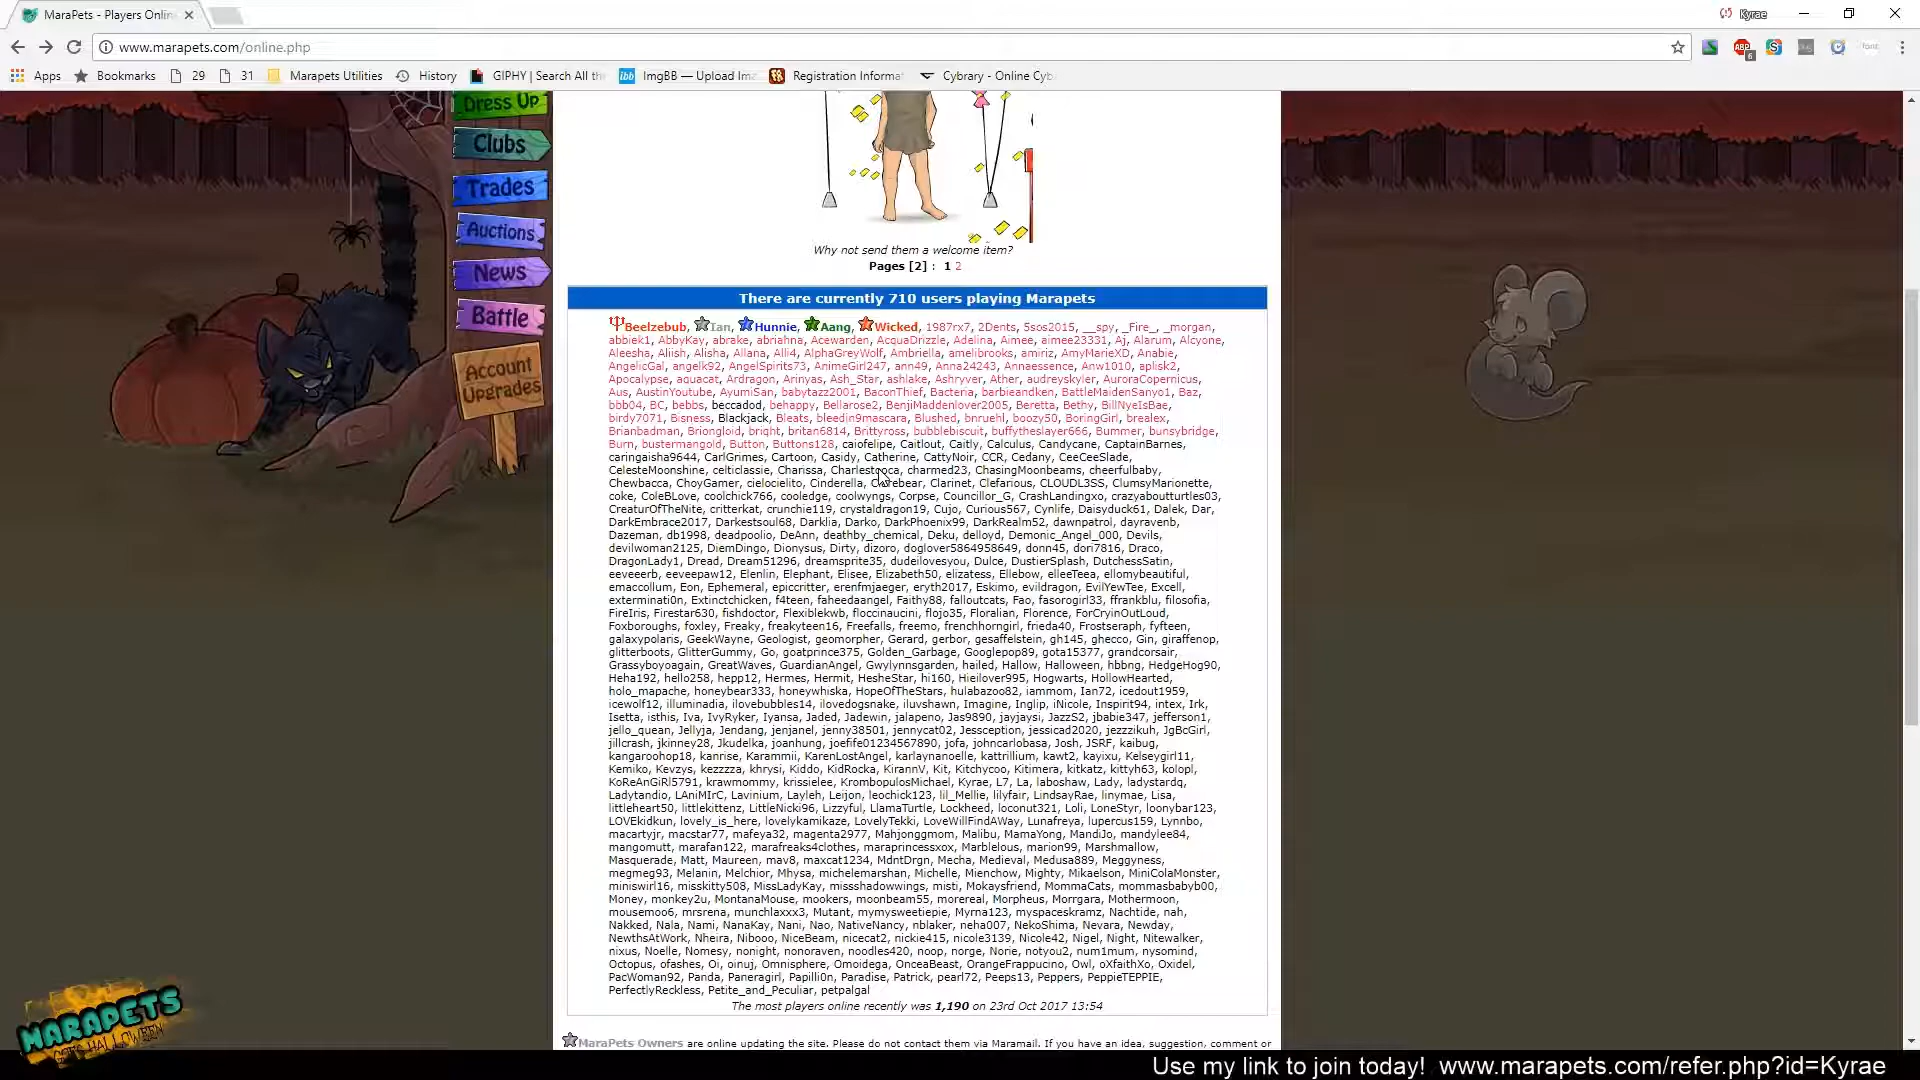 MaraPets - Players Onlin
Kyrae
www.marapets.com/online.php
Apps Bookmarks 29 31 Marapets Utilities History GIPHY | Search All th ImgBB — Upload Im Registration Informa Cybrary - Online Cyb
Dress Up
Clubs
Trades
Auctions
News
Battle
Account
Upgrades
Why not send them a welcome item?
Pages [2] : 1 2
There are currently 710 users playing Marapets
Beelzebub, Ian, Hunnie, Aang, Wicked, 1987rx7, 2Dents, 5sos2015, __spy, _Fire_, _morgan,
abbiek1, AbbyKay, abrake, abriahna, Acewarden, AcquaDrizzle, Adelina, Aimee, aimee23331, Aj, Alarum, Alcyone,
Aleesha, Aliish, Alisha, Allana, Alli4, AlphaGreyWolf, Ambriella, amelibrooks, amiriz, AmyMarieXD, Anabie,
AngelicGal, angelk92, AngelSpirits73, AnimeGirl247, ann49, Anna24243, Annaessence, Anw1010, aplisk2,
Apocalypse, aquacat, Ardragon, Arinyas, Ash_Star, ashlake, Ashryver, Ather, audreyskyler, AuroraCopernicus,
Aus, AustinYoutube, AyumiSan, babytazz2001, BaconThief, Bacteria, barbieandken, BattleMaidenSanyo1, Baz,
bbb04, BC, bebbs, beccadod, behappy, Bellarose2, BenjiMaddenlover2005, Beretta, Bethy, BillNyeIsBae,
birdy7071, Bisness, Blackjack, Bleats, bleedin9mascara, Blushed, bnruehl, boozy50, BoringGirl, brealex,
Brianbadman, Briongloid, bright, britan6814, Brittyross, bubblebiscuit, buffytheslayer666, Bummer, bunsybridge,
Burn, bustermangold, Button, Buttons128, caiofelipe, Caitlout, Caitly, Calculus, Candycane, CaptainBarnes,
caringaisha9644, CarlGrimes, Cartoon, Casidy, Catherine, CattyNoir, CCR, Cedany, CeeCeeSlade,
CelesteMoonshine, celticlassie, Charissa, charmed23, ChasingMoonbeams, cheerfulbaby,
Chewbacca, ChoyGamer, cielocielito, Cinderella, Clarinet, Clefarious, CLOUDL3SS, ClumsyMarionette,
coke, ColeBLove, coolchick766, cooledge, coolwyngs, Corpse, Councillor_G, CrashLandingxo, crazyaboutturtles03,
CreaturOfTheNite, critterkat, crunchie119, crystaldragon19, Cujo, Curious567, Cynlife, Daisyduck61, Dalek, Dar,
DarkEmbrace2017, Darkestsoul68, Darklia, Darko, DarkPhoenix99, DarkRealm52, dawnpatrol, dayravenb,
Dazeman, db1998, deadpoolio, DeAnn, deathby_chemical, Deku, delloyd, Demonic_Angel_000, Devils,
devilwoman2125, DiemDingo, Dionysus, Dirty, dizoro, doglover5864958649, donn45, dori7816, Draco,
DragonLady1, Dread, Dream51296, dreamsprite35, dudeilovesyou, Dulce, DustierSplash, DutchessSatin,
eeveeerb, eeveepaw12, Elenlin, Elephant, Elisee, Elizabeth50, elizatess, Ellebow, elleeTeea, ellomybeautiful,
emaccollum, Eon, Ephemeral, epiccritter, erenfmjaeger, eryth2017, Eskimo, evildragon, EvilYewTee, Excell,
exterminati0n, Extinctchicken, f4teen, faheedaangel, Faithy88, falloutcats, Fao, fasorogirl33, ffrankblu, filosofia,
FireIris, Firestar630, fishdoctor, Flexiblekwb, floccinaucini, flojo35, Floralian, Florence, ForCryinOutLoud,
Foxboroughs, foxley, Freaky, freakyteen16, Freefalls, freemo, frenchhorngirl, frieda40, Frostseraph, fyfteen,
galaxypolaris, GeekWayne, Geologist, geomorpher, Gerard, gerbor, gesaffelstein, gh145, ghecco, Gin, giraffenop,
glitterboots, GlitterGummy, Go, goatprince375, Golden_Garbage, Googlepop89, gota15377, grandcorsair,
Grassyboyoagain, GreatWaves, GuardianAngel, Gwylynnsgarden, hailed, Hallow, Halloween, hbbng, HedgeHog90,
Heha192, hello258, hepp12, Hermes, Hermit, HesheStar, hi160, Hieilover995, Hogwarts, HollowHearted,
holo_mapache, honeybear333, honeywhiska, HopeOfTheStars, hulabazoo82, iammom, Ian72, icedout1959,
icewolf12, illuminadia, ilovebubbles14, ilovedogsnake, iluvshawn, Imagine, Inglip, iNicole, Inspirit94, intex, Irk,
Isetta, isthis, Iva, IvyRyker, Iyansa, Jaded, Jadewin, jalapeno, Jas9890, jayjaysi, JazzS2, jbabie347, jefferson1,
jello_quean, Jellyja, Jendang, jenjanel, jenny38501, jennycat02, Jessception, jessicad2020, jezzzikuh, JgBcGirl,
jillcrash, jkinney28, Jkudelka, joanhung, joefife01234567890, jofa, johncarlobasa, Josh, JSRF, kaibug,
kangaroohop18, kanrise, Karammii, KarenLostAngel, karlaynanoelle, kattrillium, kawt2, kayixu, Kelseygirl11,
Kemiko, Kevzys, kezzzza, khrysi, Kiddo, KidRocka, KirannV, Kit, Kitchycoo, Kitimera, kitkatz, kittyh63, kolopl,
KoReAnGiRl5791, krawmommy, krissielee, KrombopulosMichael, Kyrae, L7, La, laboshaw, Lady, ladystardq,
Ladytandio, LAniMIrC, Lavinium, Layleh, Leijon, leochick123, lil_Mellie, lilyfair, LindsayRae, linymae, Lisa,
littleheart50, littlekittenz, LittleNicki96, Lizzyful, LlamaTurtle, Lockheed, loconut321, Loli, LoneStyr, loonybar123,
LOVEkidkun, lovely_is_here, lovelykamikaze, LovelyTekki, LoveWillFindAWay, Lunafreya, lupercus159, Lynnbo,
macartyjr, macstar77, mafeya32, magenta2977, Mahjonggmom, Malibu, MamaYong, MandiJo, mandylee84,
mangomutt, marafan122, marafreaks4clothes, maraprincessxox, Marblelous, marion99, Marshmallow,
Masquerade, Matt, Maureen, mav8, maxcat1234, MdntDrgn, Mecha, Medieval, Medusa889, Meggyness,
megmeg93, Melanin, Melchior, Mhysa, michelemarshan, Michelle, Mienchow, Mighty, Mikaelson, MiniColaMonster,
miniswirl16, misskitty508, MissLadyKay, missshadowwings, misti, Mokaysfriend, MommaCats, mommasbabyb00,
Money, monkey2u, MontanaMouse, mookers, moonbeam55, morereal, Morpheus, Morrgara, Mothermoon,
mousemoo6, mrsrena, munchlaxxx3, Mutant, mymysweetiepie, Myrna123, myspaceskramz, Nachtide, nah,
Nakked, Nala, Nami, NanaKay, Nani, Nao, NativeNancy, nblaker, neha007, NekoShima, Nevara, Newday,
NewthsAtWork, Nheira, Nibooo, NiceBeam, nicecat2, nickie415, nicole3139, Nicole42, Nigel, Night, Nitewalker,
nixus, Noelle, Nomesy, nonight, nonoraven, noodles420, noop, norge, Norie, notyou2, num1mum, nysomind,
Octopus, ofashes, Oi, oinuj, Omnisphere, Omoidega, OnceaBeast, OrangeFrappucino, Owl, oXfaithXo, Oxidel,
PacWoman92, Panda, Paneragirl, Papilli0n, Paradise, Patrick, pearl72, Peeps13, Peppers, PeppieTEPPIE,
PerfectlyReckless, Petite_and_Peculiar, petpalgal
The most players online recently was 1,190 on 23rd Oct 2017 13:54
MaraPets Owners are online updating the site. Please do not contact them via Maramail. If you have an idea, suggestion, comment or
MARAPETS
GOES HALLOWEEN
Use my link to join today! www.marapets.com/refer.php?id=Kyrae